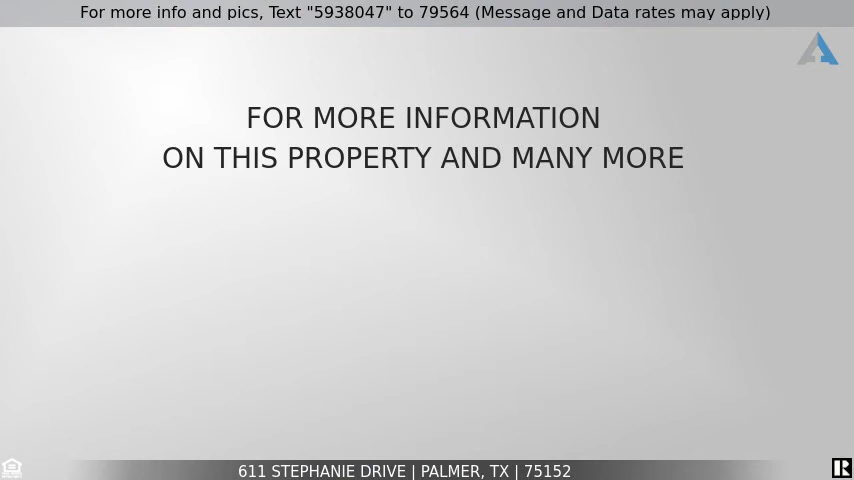 For more info and pics, Text "5938047" to 79564 (Message and Data rates may apply)
FOR MORE INFORMATION
ON THIS PROPERTY AND MANY MORE
611 STEPHANIE DRIVE | PALMER, TX | 75152